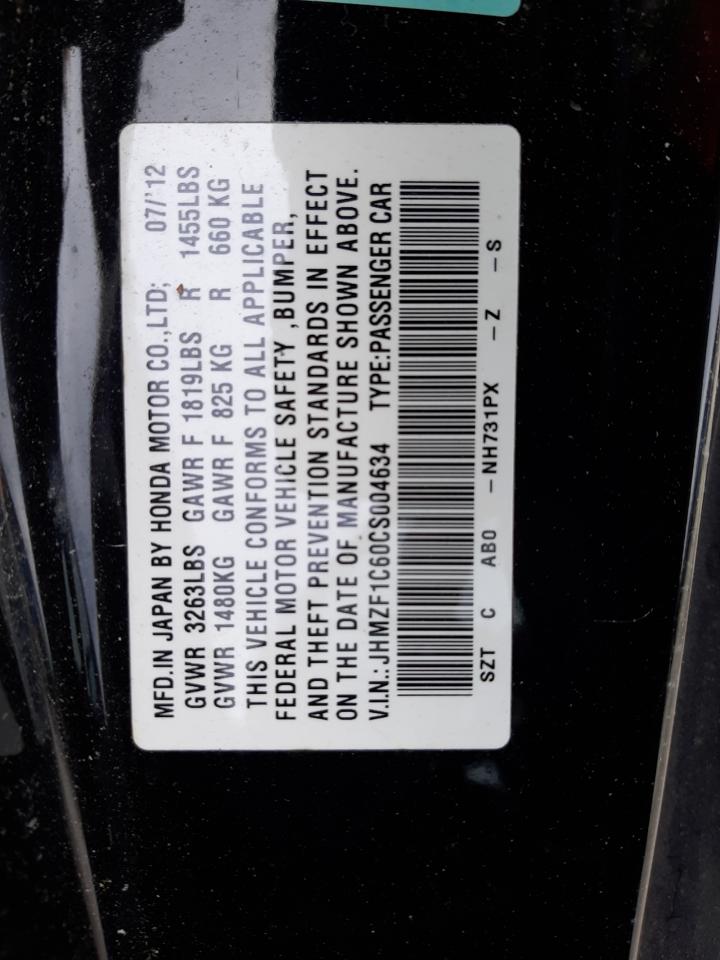 MFD.IN JAPAN BY HONDA MOTOR CO.,LTD; 07/'12
GVWR 3263LBS GAWR F 1819LBS R 1455LBS
GVWR 1480KG GAWR F 825 KG R 660 KG
THIS VEHICLE CONFORMS TO ALL APPLICABLE
FEDERAL MOTOR VEHICLE SAFETY ,BUMPER,
AND THEFT PREVENTION STANDARDS IN EFFECT
ON THE DATE OF MANUFACTURE SHOWN ABOVE.
V.I.N.: JHMZF1C60CS004634 TYPE:PASSENGER CAR
SZT C AB0 -NH731PX -Z -S